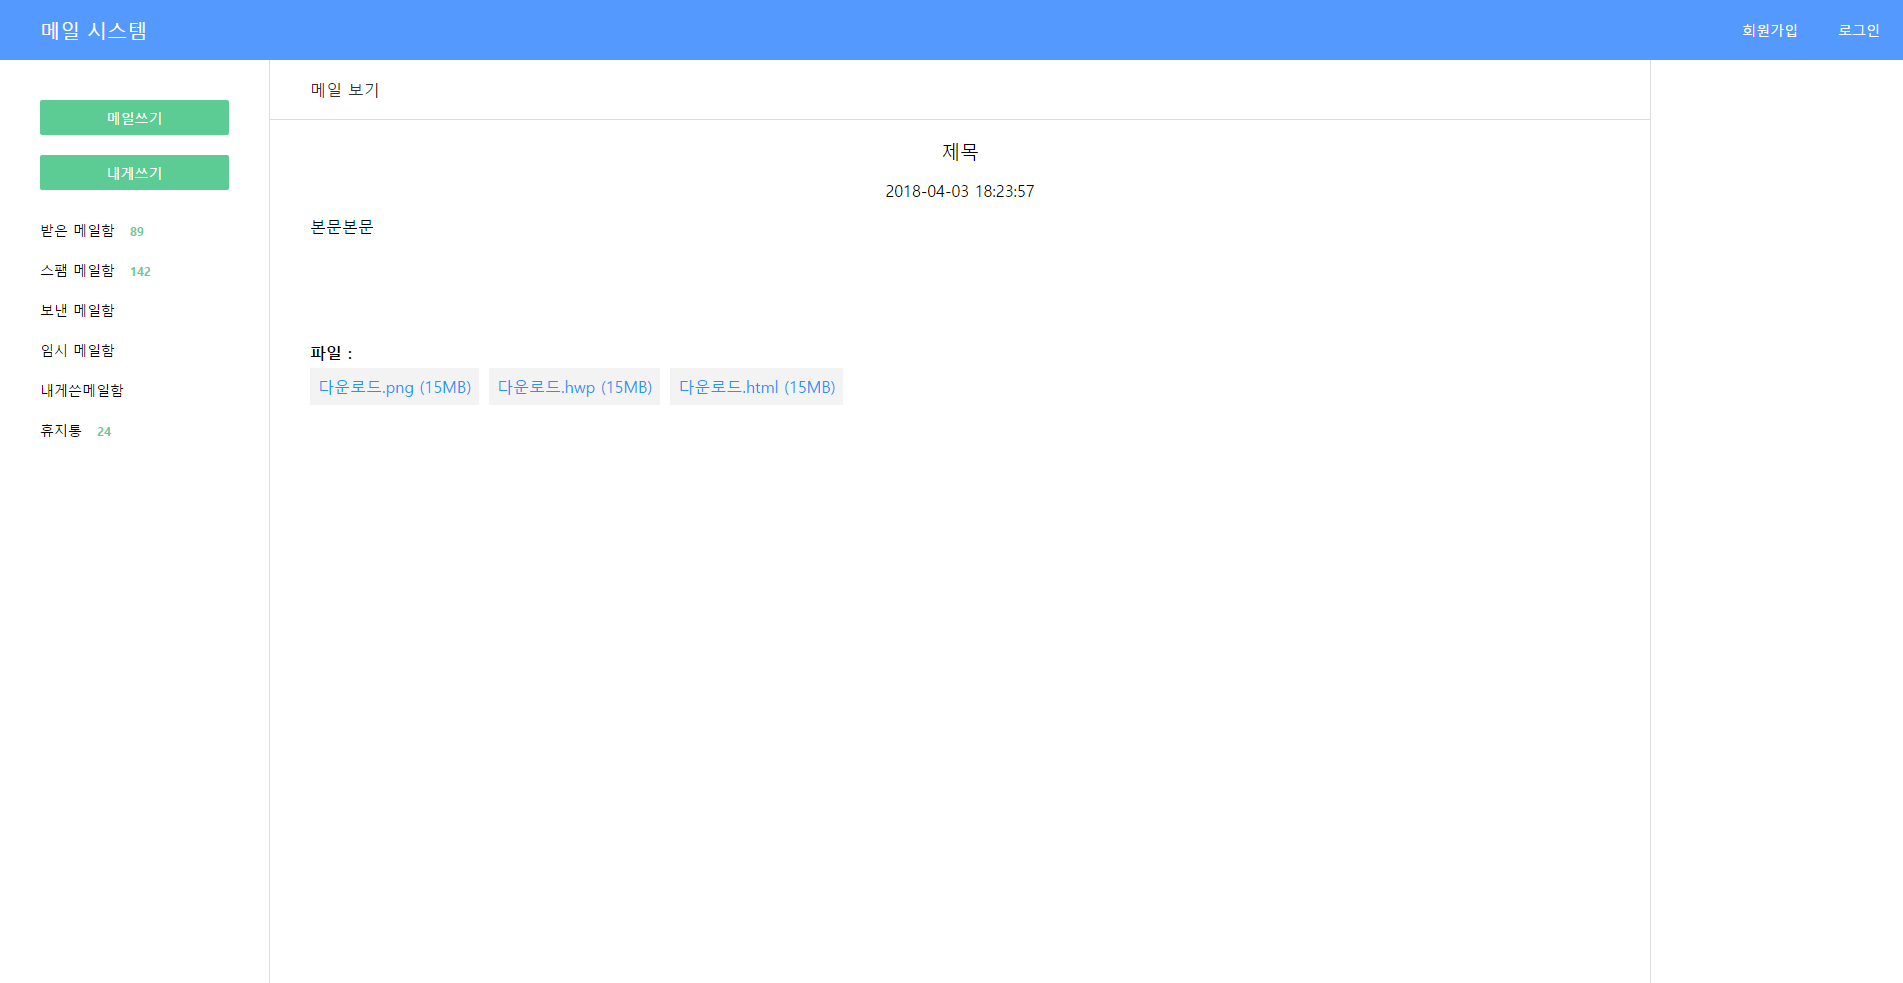 메일 시스템
회원가입 로그인
메일쓰기
내게쓰기
받은 메일함 89
스팸 메일함 142
보낸 메일함
임시 메일함
내게쓴메일함
휴지통 24
메일 보기
제목
2018-04-03 18:23:57
본문본문
파일 :
다운로드.png (15MB) 다운로드.hwp (15MB) 다운로드.html (15MB)